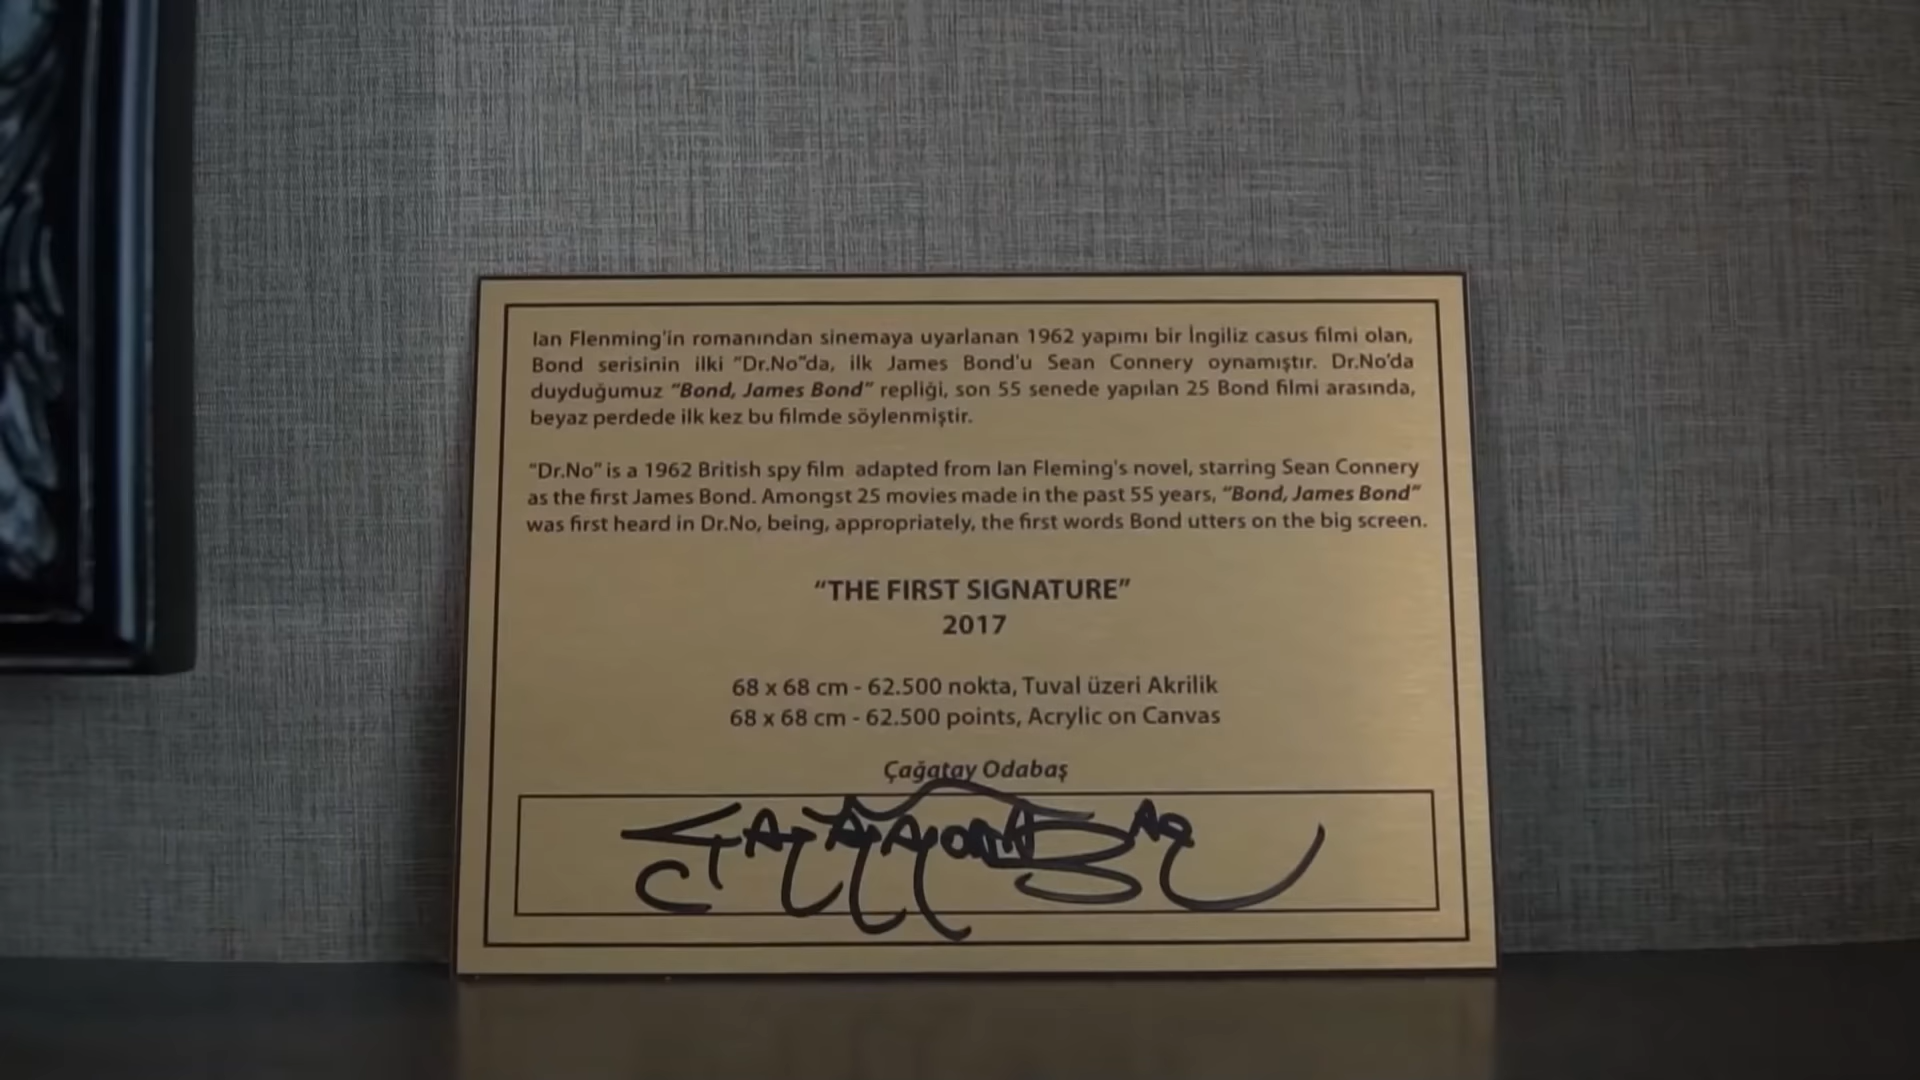 Ian Flenming'in romanından sinemaya uyarlanan 1962 yapımı bir İngiliz casus filmi olan,
Bond serisinin ilki "Dr.No"da, ilk James Bond'u Sean Connery oynamıştır. Dr.No'da
duyduğumuz "Bond, James Bond" repliği, son 55 senede yapılan 25 Bond filmi arasında,
beyaz perdede ilk kez bu filmde söylenmiştir.
"Dr.No" is a 1962 British spy film adapted from Ian Fleming's novel, starring Sean Connery
as the first James Bond. Amongst 25 movies made in the past 55 years, "Bond, James Bond"
was first heard in Dr.No, being, appropriately, the first words Bond utters on the big screen.
"THE FIRST SIGNATURE"
2017
68 x 68 cm - 62.500 nokta, Tuval üzeri Akrilik
68 x 68 cm - 62.500 points, Acrylic on Canvas
Çağatay Odabaş